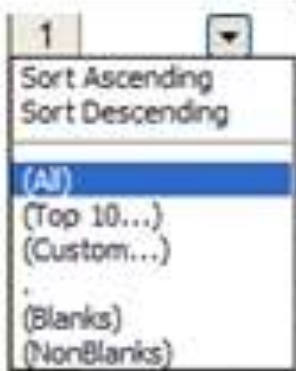 1
Sort Ascending
Sort Descending
(All)
(Top 10...)
(Custom...)
.
(Blanks)
(NonBlanks)